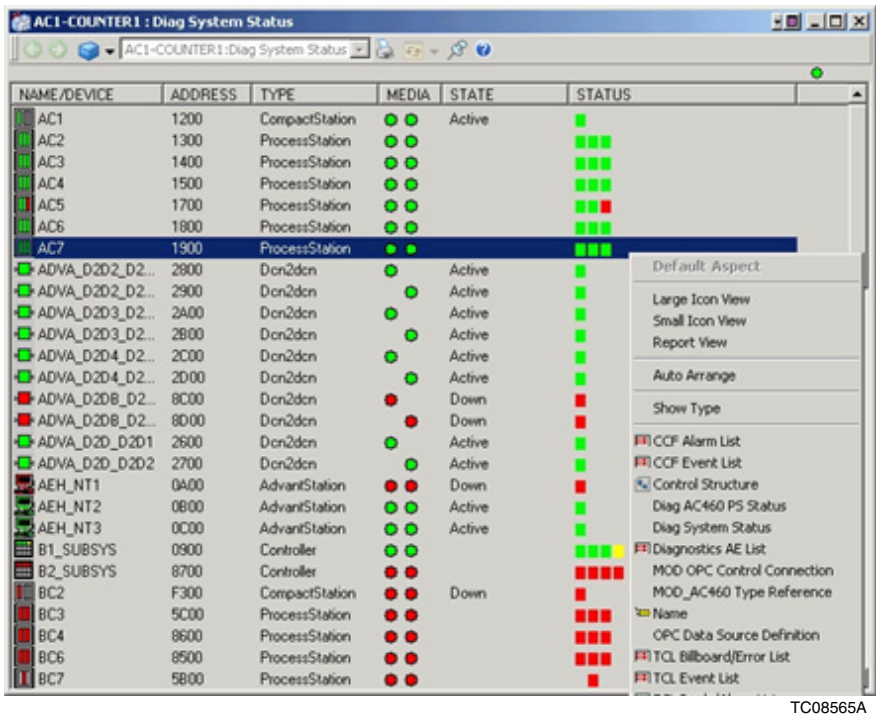 AC1-COUNTER1 : Diag System Status
AC1-COUNTER1:Diag System Status
NAME/DEVICE ADDRESS TYPE MEDIA STATE STATUS
AC1 1200 CompactStation Active
AC2 1300 ProcessStation
AC3 1400 ProcessStation
AC4 1500 ProcessStation
AC5 1700 ProcessStation
AC6 1800 ProcessStation
AC7 1900 ProcessStation
ADVA_D2D2_D2... 2800 Dcn2dcn Active
ADVA_D2D2_D2... 2900 Dcn2dcn Active
ADVA_D2D3_D2... 2A00 Dcn2dcn Active
ADVA_D2D3_D2... 2B00 Dcn2dcn Active
ADVA_D2D4_D2... 2C00 Dcn2dcn Active
ADVA_D2D4_D2... 2D00 Dcn2dcn Active
ADVA_D2DB_D2... 8C00 Dcn2dcn Down
ADVA_D2DB_D2... 8D00 Dcn2dcn Down
ADVA_D2D_D2D1 2600 Dcn2dcn Active
ADVA_D2D_D2D2 2700 Dcn2dcn Active
AEH_NT1 0A00 AdvantStation Down
AEH_NT2 0B00 AdvantStation Active
AEH_NT3 0C00 AdvantStation Active
B1_SUBSYS 0900 Controller
B2_SUBSYS 8700 Controller
BC2 F300 CompactStation Down
BC3 5C00 ProcessStation
BC4 8600 ProcessStation
BC6 8500 ProcessStation
BC7 5B00 ProcessStation
Default Aspect
Large Icon View
Small Icon View
Report View
Auto Arrange
Show Type
CCF Alarm List
CCF Event List
Control Structure
Diag AC460 PS Status
Diag System Status
Diagnostics AE List
MOD OPC Control Connection
MOD_AC460 Type Reference
Name
OPC Data Source Definition
TCL Billboard/Error List
TCL Event List
TC08565A